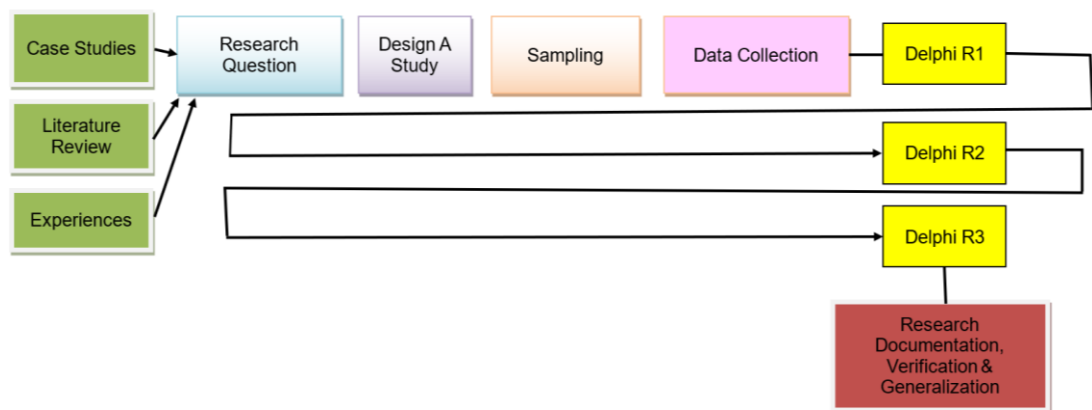 Case Studies
Research
Question
Design A
Study
Sampling
Data Collection
Delphi R1
Literature
Review
Delphi R2
Experiences
Delphi R3
Research
Documentation,
Verification &
Generalization